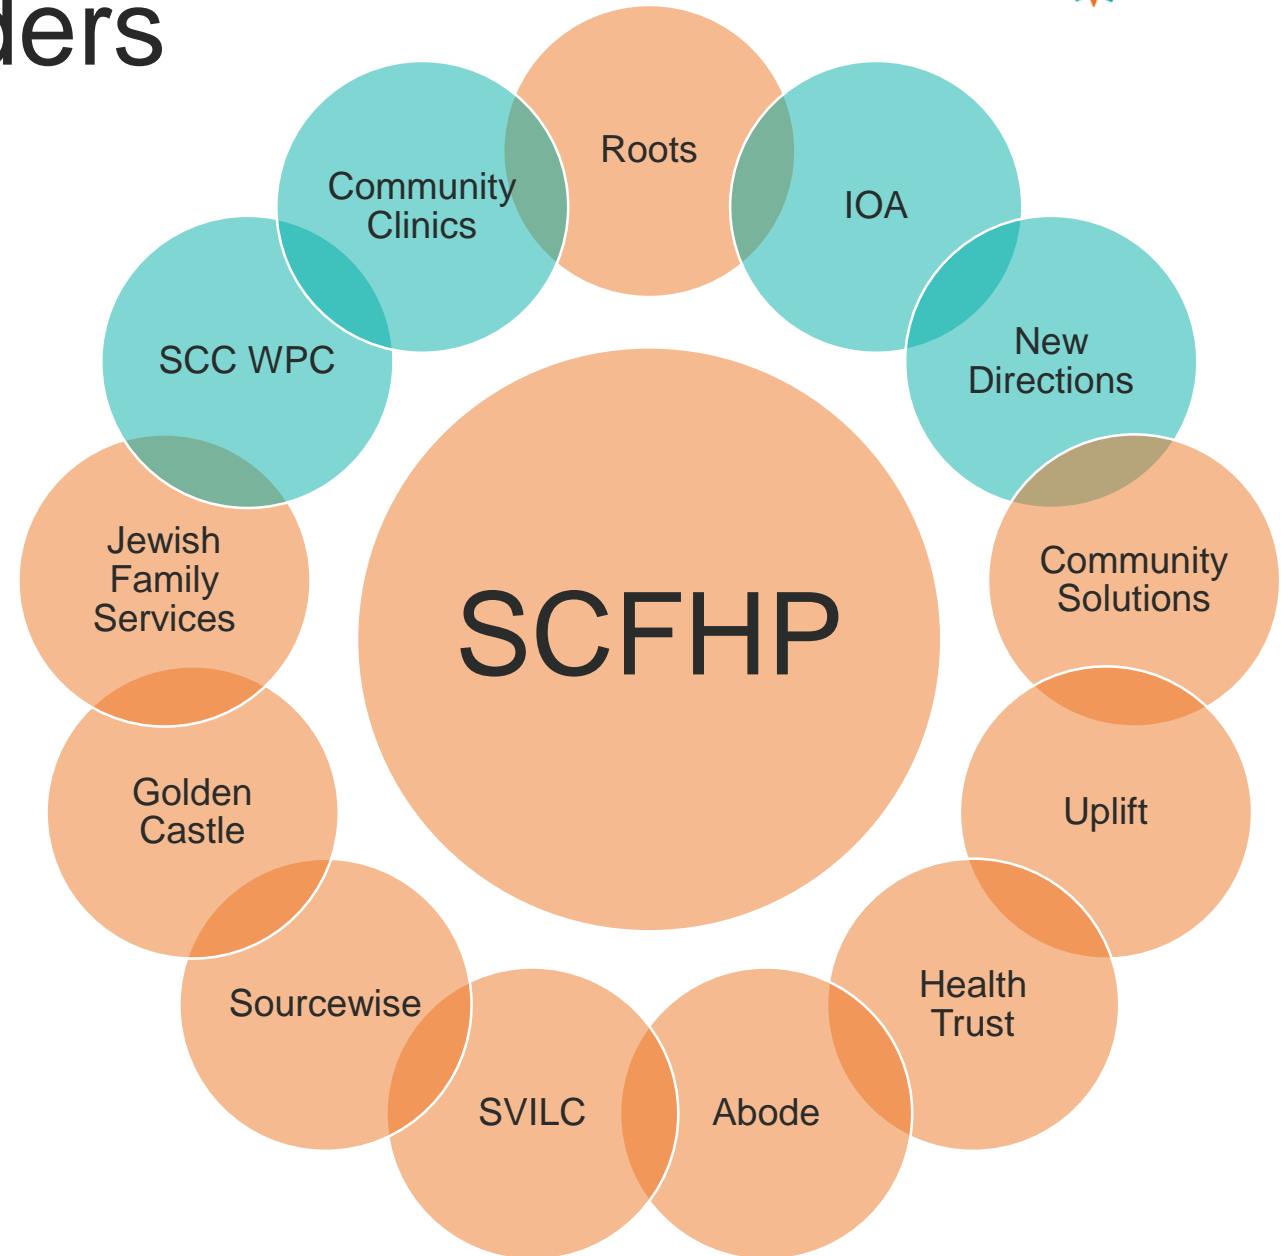 Roots
IOA
New
Directions
Community
Solutions
Uplift
Health
Trust
Abode
SVILC
Sourcewise
Golden
Castle
Jewish
Family
Services
SCC WPC
Community
Clinics
SCFHP